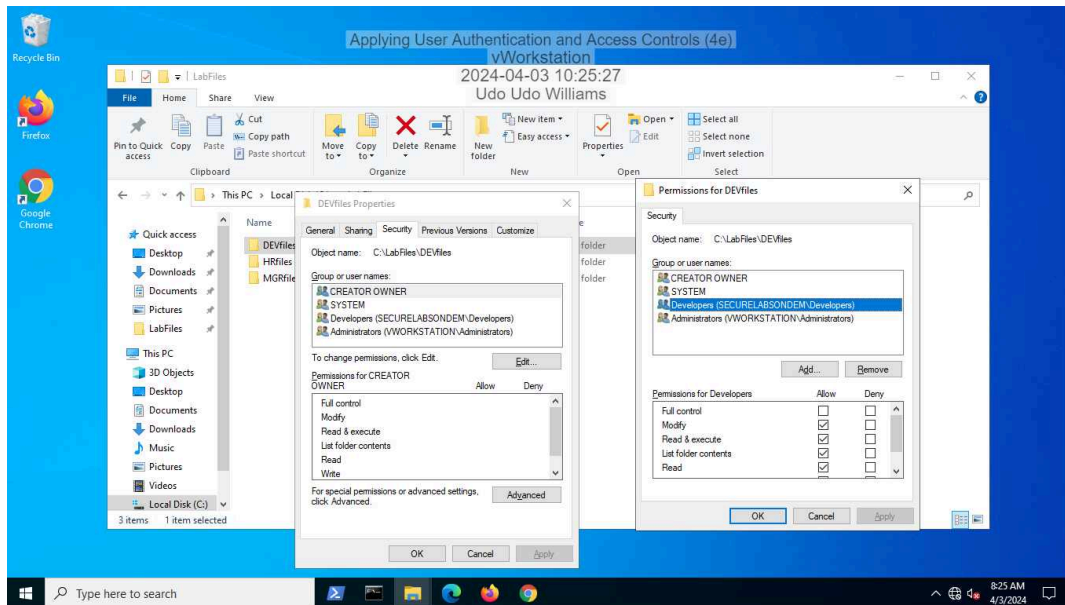 Recycle Bin
Firefox
Google
Chrome
Applying User Authentication and Access Controls (4e)
vWorkstation
2024-04-03 10:25:27
Udo Udo Williams
LabFiles
File Home Share View
Pin to Quick
access
Copy
Paste
Cut
Copy path
Paste shortcut
Clipboard
Move
to
Copy
to
Delete
Rename
Organize
New
folder
New item
Easy access
New
Properties
Open
Edit
Open
Select all
Select none
Invert selection
Select
This PC > Local
Quick access
Desktop
Downloads
Documents
Pictures
LabFiles
This PC
3D Objects
Desktop
Documents
Downloads
Music
Pictures
Videos
Local Disk (C:)
3 items 1 item selected
Name
DEVfiles
HRfiles
MGRfile
folder
folder
folder
DEVfiles Properties
General Sharing Security Previous Versions Customize
Object name: C:\LabFiles\DEVfiles
Group or user names:
CREATOR OWNER
SYSTEM
Developers (SECURELABSONDEM\Developers)
Administrators (VWORKSTATION\Administrators)
To change permissions, click Edit.
Edit...
Permissions for CREATOR
OWNER Allow Deny
Full control
Modify
Read & execute
List folder contents
Read
Write
For special permissions or advanced settings,
click Advanced.
Advanced
OK Cancel Apply
Permissions for DEVfiles
Security
Object name: C:\LabFiles\DEVfiles
Group or user names:
CREATOR OWNER
SYSTEM
Developers (SECURELABSONDEM\Developers)
Administrators (VWORKSTATION\Administrators)
Add... Remove
Permissions for Developers Allow Deny
Full control
Modify
Read & execute
List folder contents
Read
OK Cancel Apply
Type here to search
8:25 AM
4/3/2024